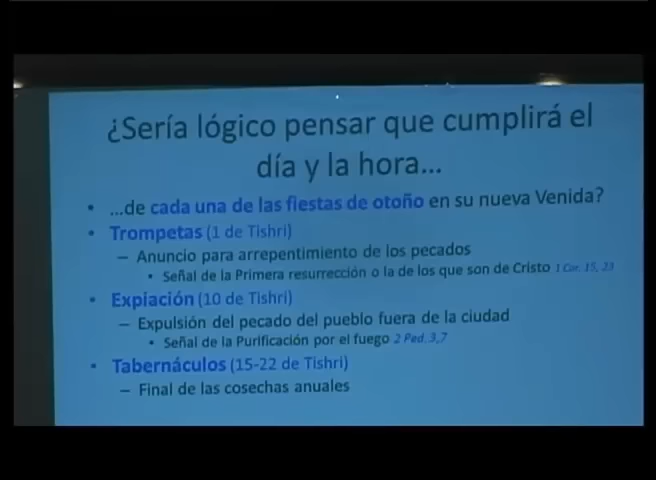 ¿Sería lógico pensar que cumplirá el
día y la hora...
• ...de cada una de las fiestas de otoño en su nueva Venida?
• Trompetas (1 de Tishri)
– Anuncio para arrepentimiento de los pecados
• Señal de la Primera resurrección o la de los que son de Cristo 1 Cor. 15, 23
• Expiación (10 de Tishri)
– Expulsión del pecado del pueblo fuera de la ciudad
• Señal de la Purificación por el fuego 2 Ped. 3,7
• Tabernáculos (15-22 de Tishri)
– Final de las cosechas anuales